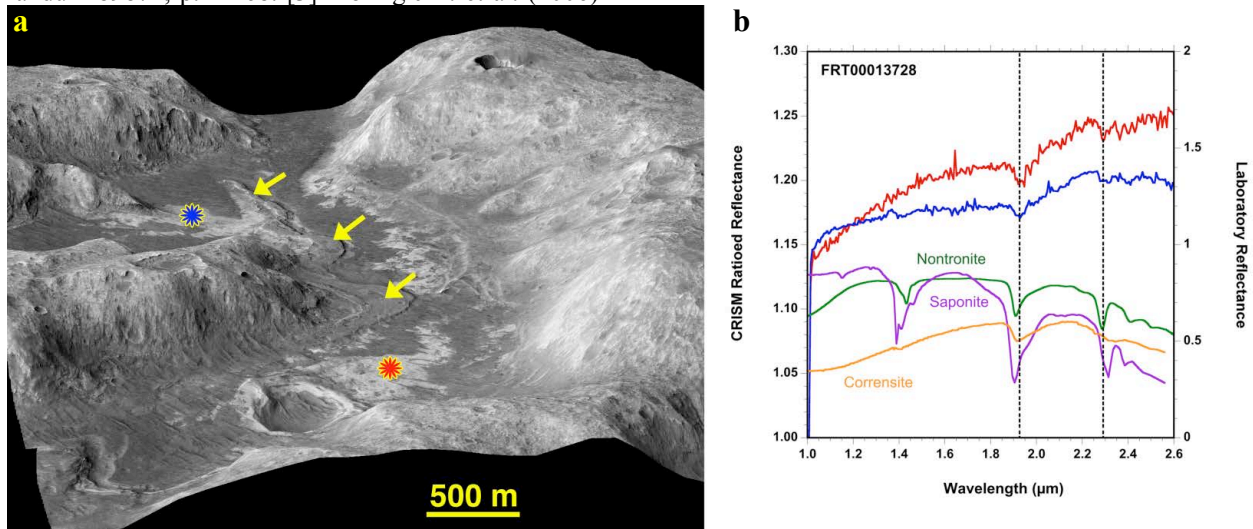 a
500 m
b
FRT00013728
CRISM Ratioed Reflectance
1.30
1.25
1.20
1.15
1.10
1.05
1.00
2
1.5
1
0.5
0
Laboratory Reflectance
Nontronite
Saponite
Corrensite
1.0 1.2 1.4 1.6 1.8 2.0 2.2 2.4 2.6
Wavelength (µm)